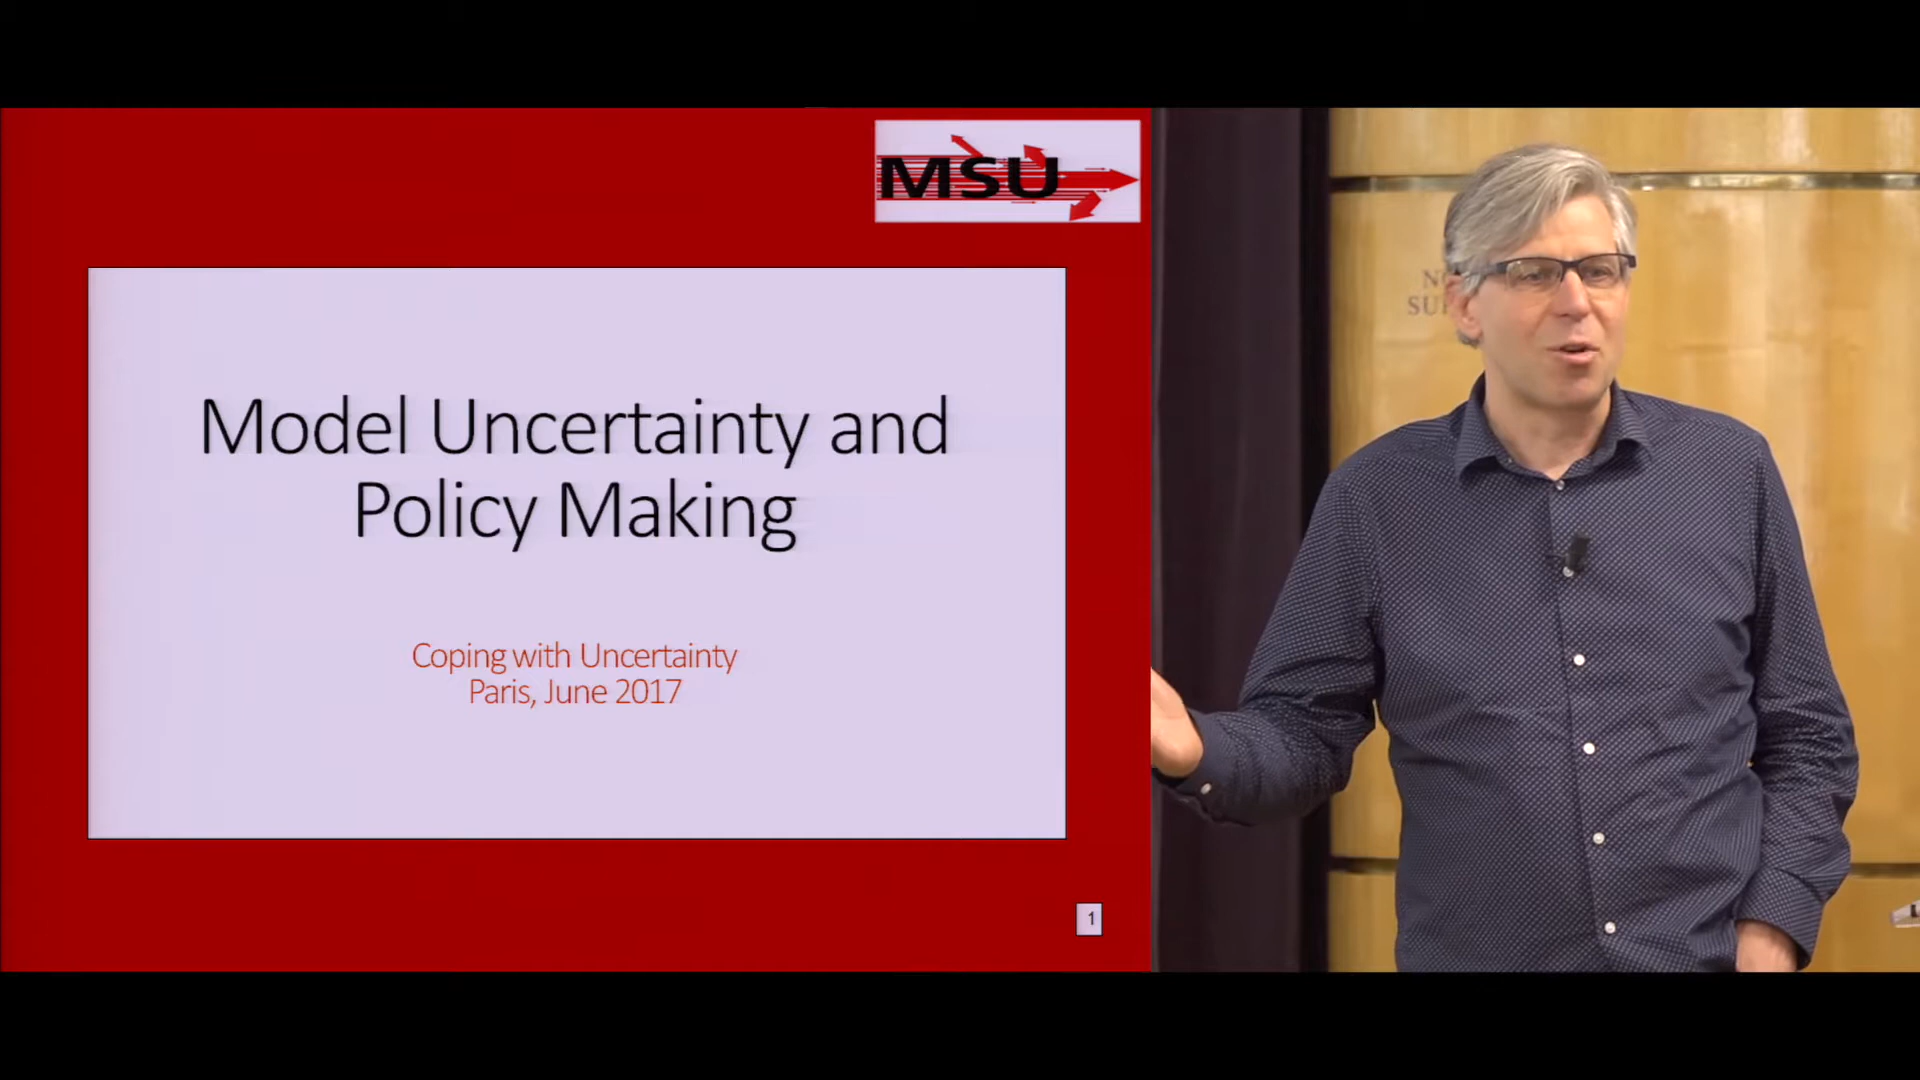 MSU
Model Uncertainty and
Policy Making
Coping with Uncertainty
Paris, June 2017
1